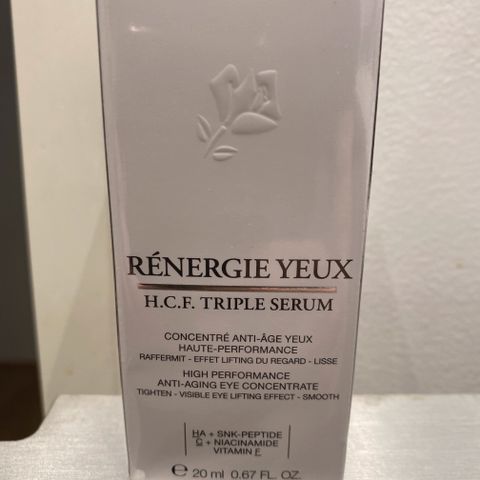 RÉNERGIE YEUX
H.C.F. TRIPLE SERUM
CONCENTRÉ ANTI-ÂGE YEUX
HAUTE-PERFORMANCE
RAFFERMIT - EFFET LIFTING DU REGARD - LISSE
HIGH PERFORMANCE
ANTI-AGING EYE CONCENTRATE
TIGHTEN - VISIBLE EYE LIFTING EFFECT - SMOOTH
HA + SNK-PEPTIDE
C + NIACINAMIDE
VITAMIN F
e 20 ml 0.67 FL. OZ.